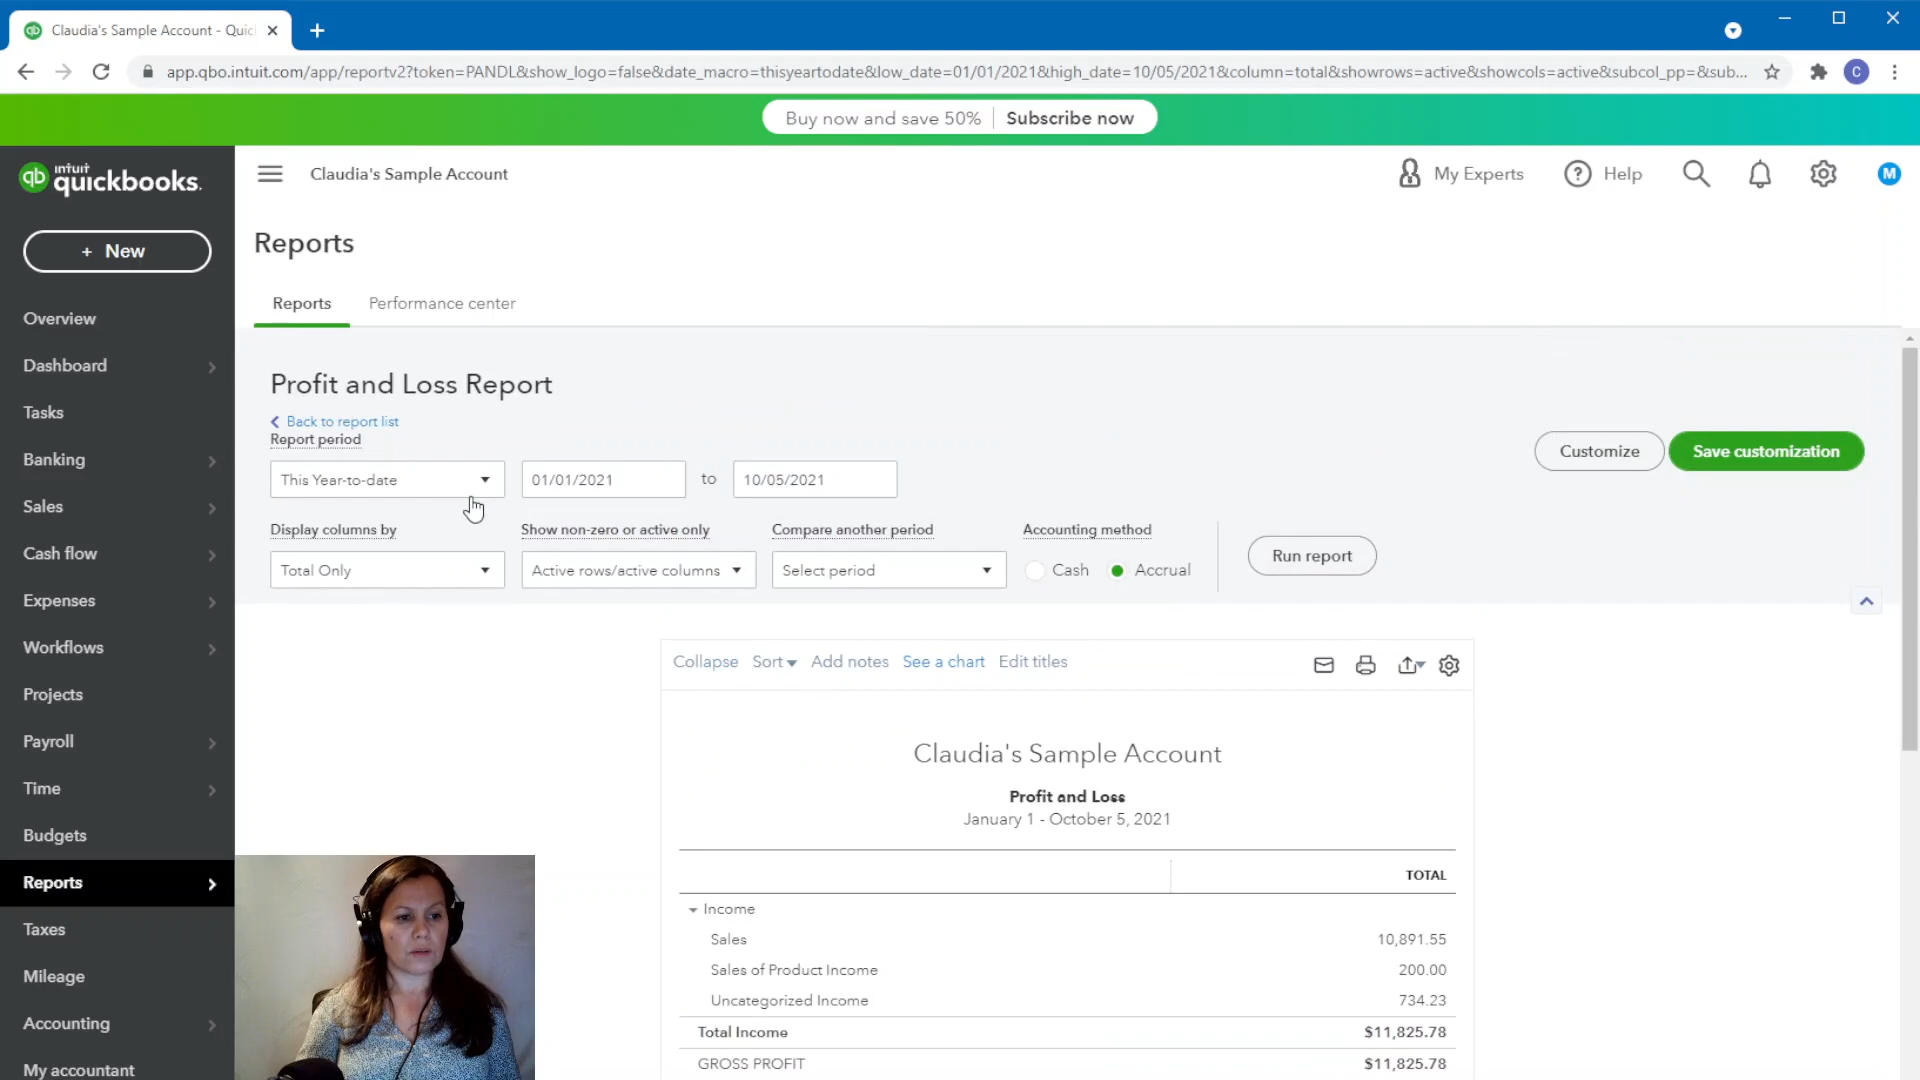 Claudia's Sample Account - Quic
app.qbo.intuit.com/app/reportv2?token=PANDL&show_logo=false&date_macro=thisyeartodate&low_date=01/01/2021&high_date=10/05/2021&column=total&showrows=active&showcols=active&subcol_pp=&sub...
C
Buy now and save 50% Subscribe now
qb intuit quickbooks.
Claudia's Sample Account
My Experts
? Help
M
+ New
Overview
Dashboard
Tasks
Banking
Sales
Cash flow
Expenses
Workflows
Projects
Payroll
Time
Budgets
Reports
Taxes
Mileage
Accounting
My accountant
Reports
Reports Performance center
Profit and Loss Report
Back to report list
Report period
This Year-to-date 01/01/2021 to 10/05/2021
Customize Save customization
Display columns by Show non-zero or active only Compare another period Accounting method
Total Only Active rows/active columns Select period Cash Accrual Run report
Collapse Sort Add notes See a chart Edit titles
Claudia's Sample Account
Profit and Loss
January 1 - October 5, 2021
TOTAL
Income
Sales 10,891.55
Sales of Product Income 200.00
Uncategorized Income 734.23
Total Income $11,825.78
GROSS PROFIT $11,825.78